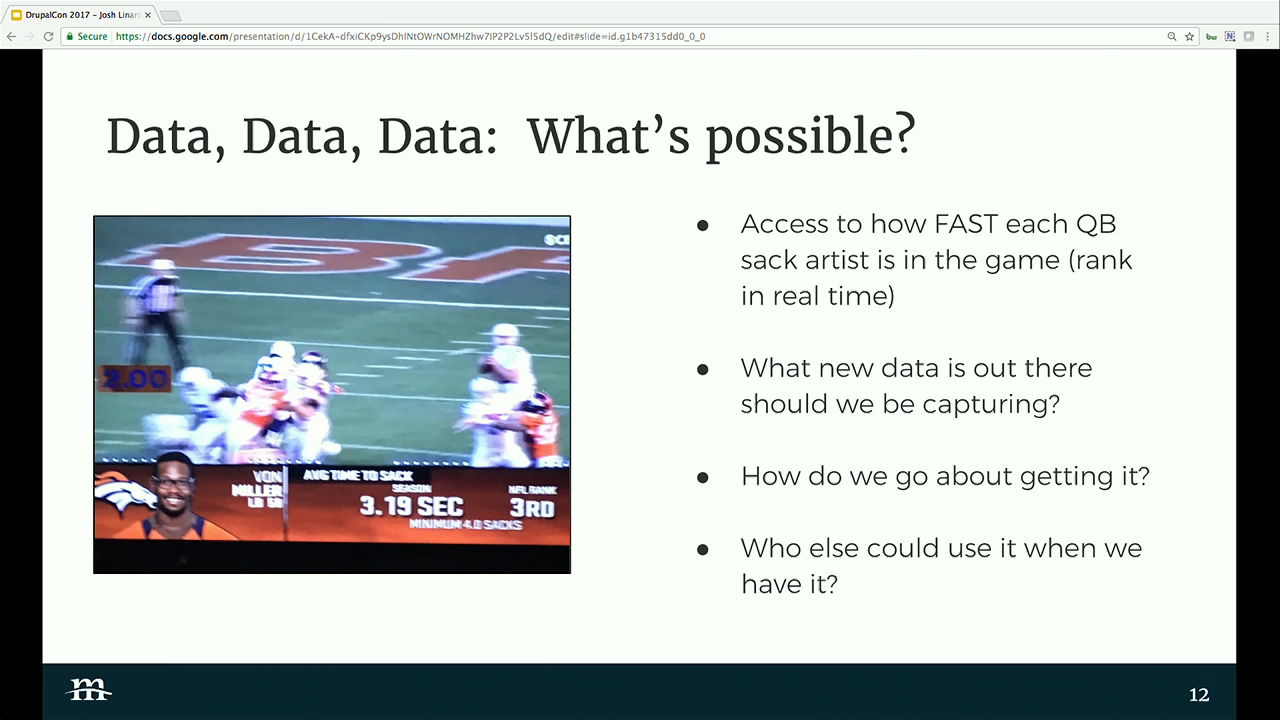 DrupalCon 2017 – Josh Linar
Secure
https://docs.google.com/presentation/d/1CekA-dfxiCKp9ysDhINtOWrNOMHZhw7IP2P2Lv5I5dQ/edit#slide=id.g1b47315dd0_0_0
Data, Data, Data: What's possible?
● Access to how FAST each QB
sack artist is in the game (rank
in real time)
● What new data is out there
should we be capturing?
● How do we go about getting it?
● Who else could use it when we
have it?
2.00
VON
MILLER
LB 58
AVG TIME TO SACK
SEASON
3.19 SEC
NFL RANK
3RD
MINIMUM 4.0 SACKS
m
12